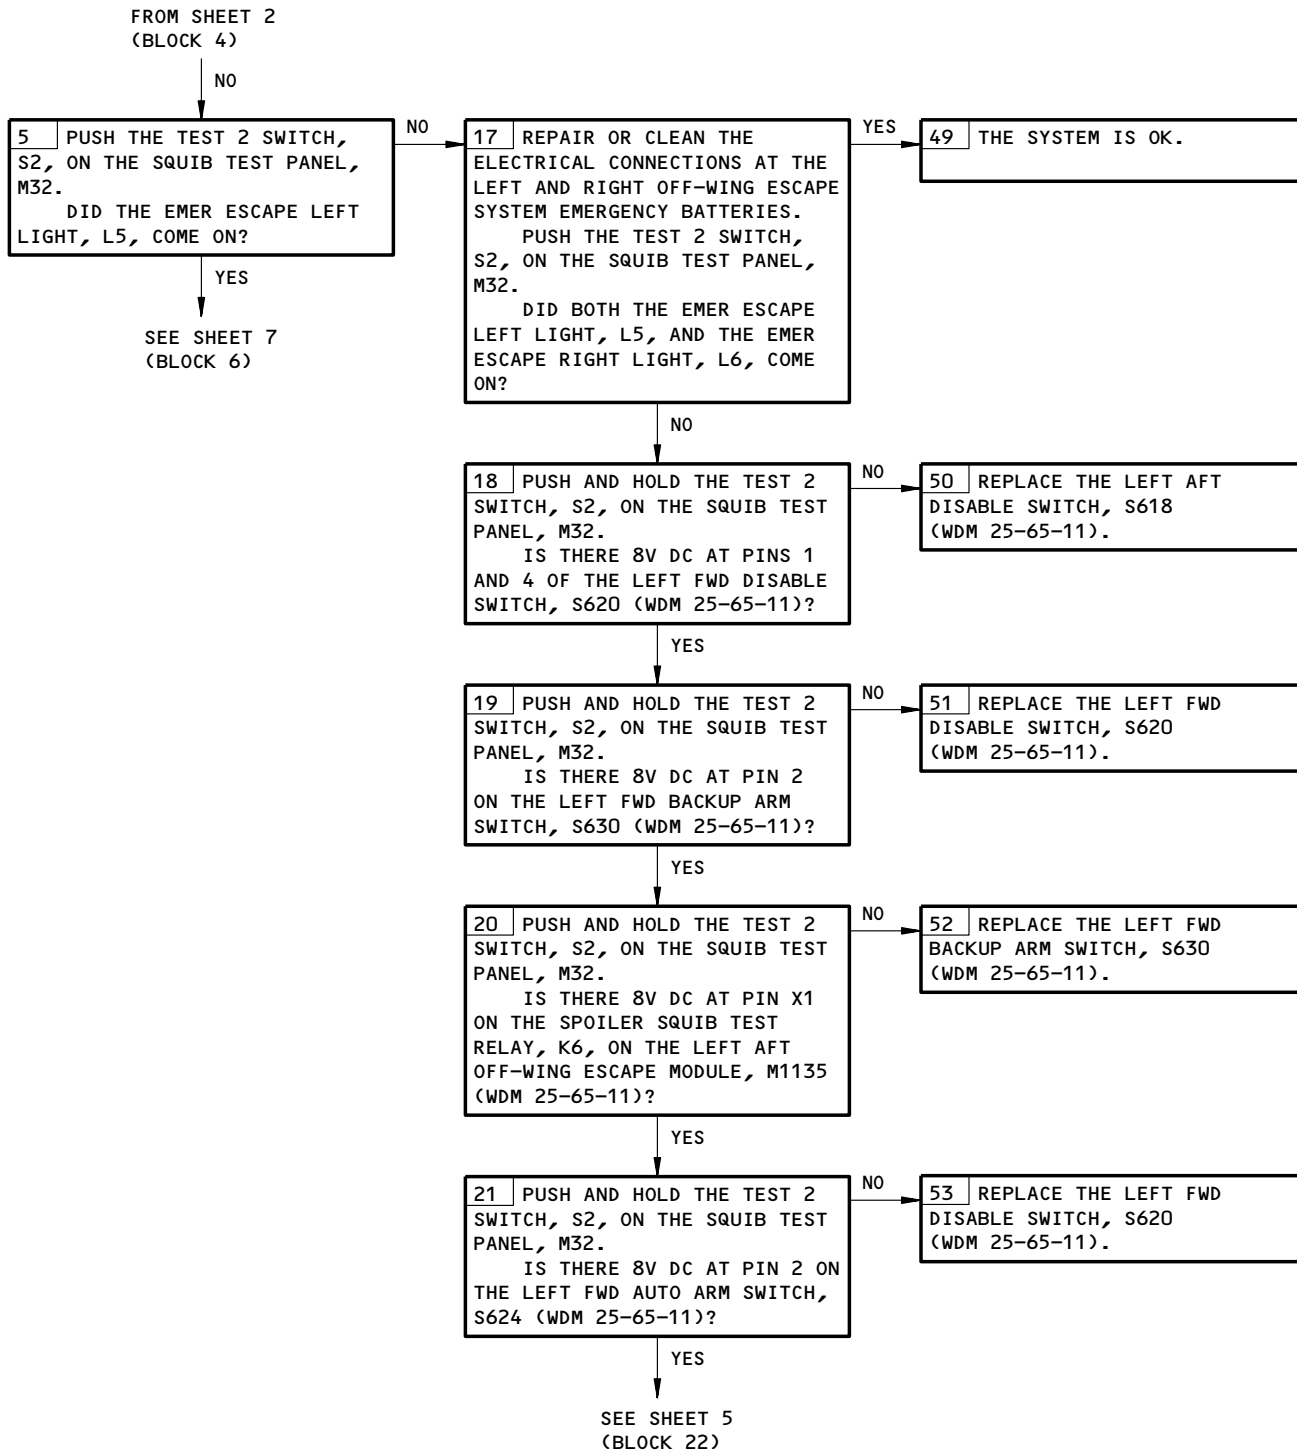 FROM SHEET 2
(BLOCK 4)
NO
5 PUSH THE TEST 2 SWITCH,
S2, ON THE SQUIB TEST PANEL,
M32.
DID THE EMER ESCAPE LEFT
LIGHT, L5, COME ON?
NO
YES
SEE SHEET 7
(BLOCK 6)
17 REPAIR OR CLEAN THE
ELECTRICAL CONNECTIONS AT THE
LEFT AND RIGHT OFF-WING ESCAPE
SYSTEM EMERGENCY BATTERIES.
PUSH THE TEST 2 SWITCH,
S2, ON THE SQUIB TEST PANEL,
M32.
DID BOTH THE EMER ESCAPE
LEFT LIGHT, L5, AND THE EMER
ESCAPE RIGHT LIGHT, L6, COME
ON?
YES
49 THE SYSTEM IS OK.
NO
18 PUSH AND HOLD THE TEST 2
SWITCH, S2, ON THE SQUIB TEST
PANEL, M32.
IS THERE 8V DC AT PINS 1
AND 4 OF THE LEFT FWD DISABLE
SWITCH, S620 (WDM 25-65-11)?
NO
50 REPLACE THE LEFT AFT
DISABLE SWITCH, S618
(WDM 25-65-11).
YES
19 PUSH AND HOLD THE TEST 2
SWITCH, S2, ON THE SQUIB TEST
PANEL, M32.
IS THERE 8V DC AT PIN 2
ON THE LEFT FWD BACKUP ARM
SWITCH, S630 (WDM 25-65-11)?
NO
51 REPLACE THE LEFT FWD
DISABLE SWITCH, S620
(WDM 25-65-11).
YES
20 PUSH AND HOLD THE TEST 2
SWITCH, S2, ON THE SQUIB TEST
PANEL, M32.
IS THERE 8V DC AT PIN X1
ON THE SPOILER SQUIB TEST
RELAY, K6, ON THE LEFT AFT
OFF-WING ESCAPE MODULE, M1135
(WDM 25-65-11)?
NO
52 REPLACE THE LEFT FWD
BACKUP ARM SWITCH, S630
(WDM 25-65-11).
YES
21 PUSH AND HOLD THE TEST 2
SWITCH, S2, ON THE SQUIB TEST
PANEL, M32.
IS THERE 8V DC AT PIN 2 ON
THE LEFT FWD AUTO ARM SWITCH,
S624 (WDM 25-65-11)?
NO
53 REPLACE THE LEFT FWD
DISABLE SWITCH, S620
(WDM 25-65-11).
YES
SEE SHEET 5
(BLOCK 22)